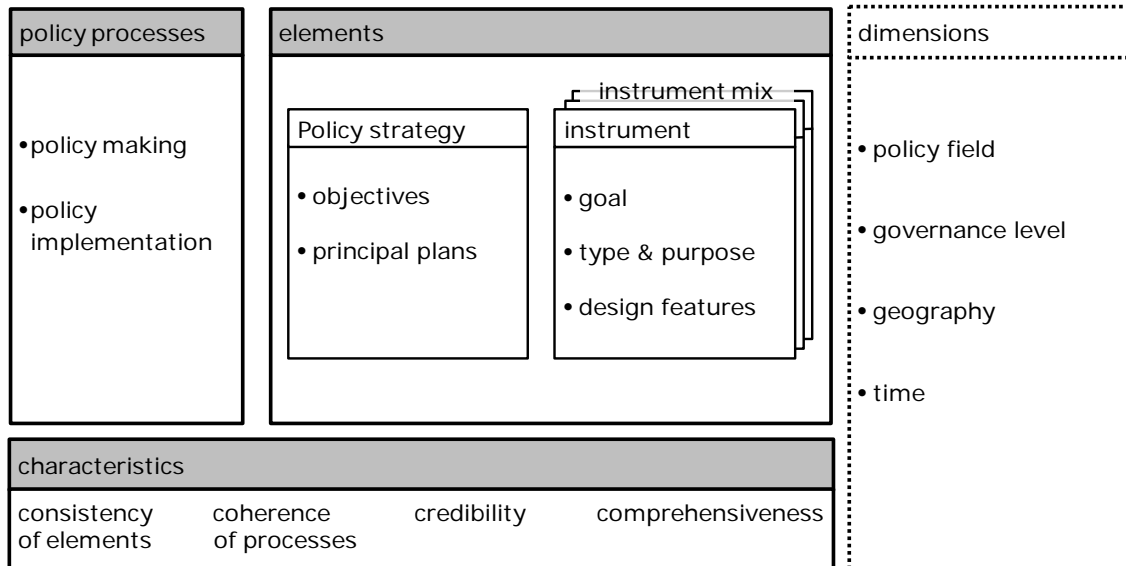 policy processes
• policy making
• policy
implementation
elements
Policy strategy
• objectives
• principal plans
instrument mix
instrument
• goal
• type & purpose
• design features
dimensions
• policy field
• governance level
• geography
• time
characteristics
consistency
of elements
coherence
of processes
credibility
comprehensiveness